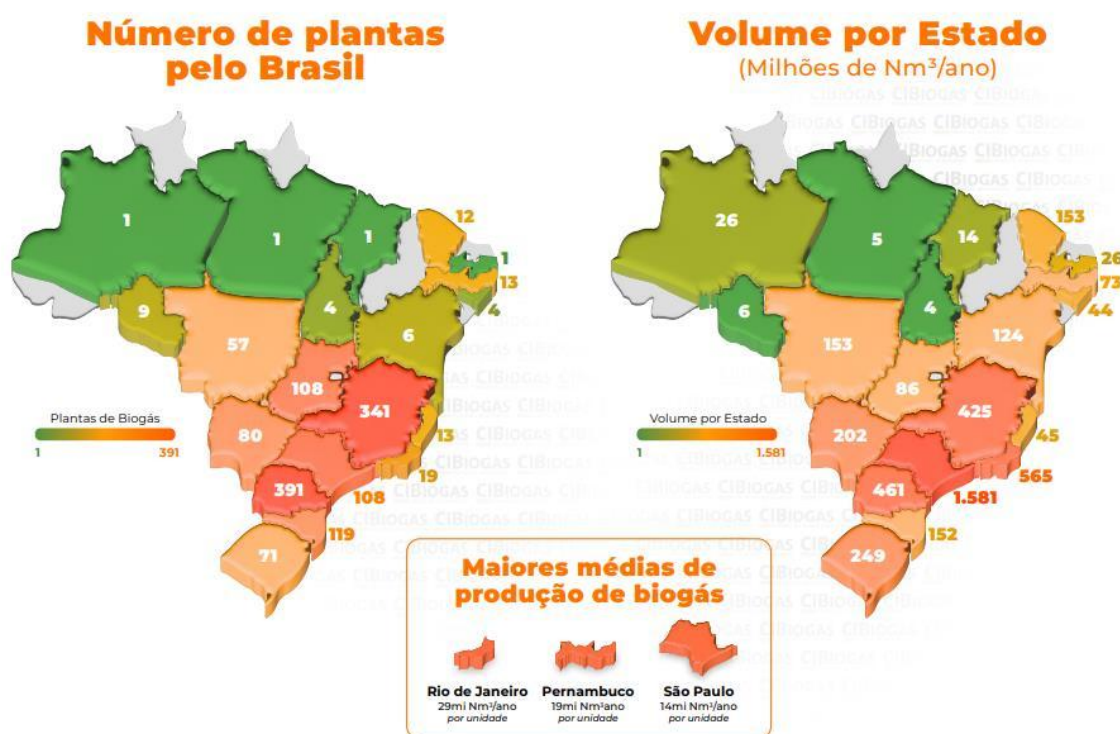 Número de plantas
pelo Brasil
1
1
1
12
1
13
4
9
4
6
57
108
341
80
13
19
391
108
119
71
Plantas de Biogás
1
391
Volume por Estado
(Milhões de Nm³/ano)
CIBIOGÁS CIBIOGÁS CIBIOGÁS
26
5
14
153
26
73
44
6
4
124
153
86
425
202
45
565
461
1.581
152
249
Volume por Estado
1
1.581
Maiores médias de
produção de biogás
Rio de Janeiro
29mi Nm³/ano
por unidade
Pernambuco
19mi Nm³ano
por unidade
São Paulo
14mi Nm³/ano
por unidade